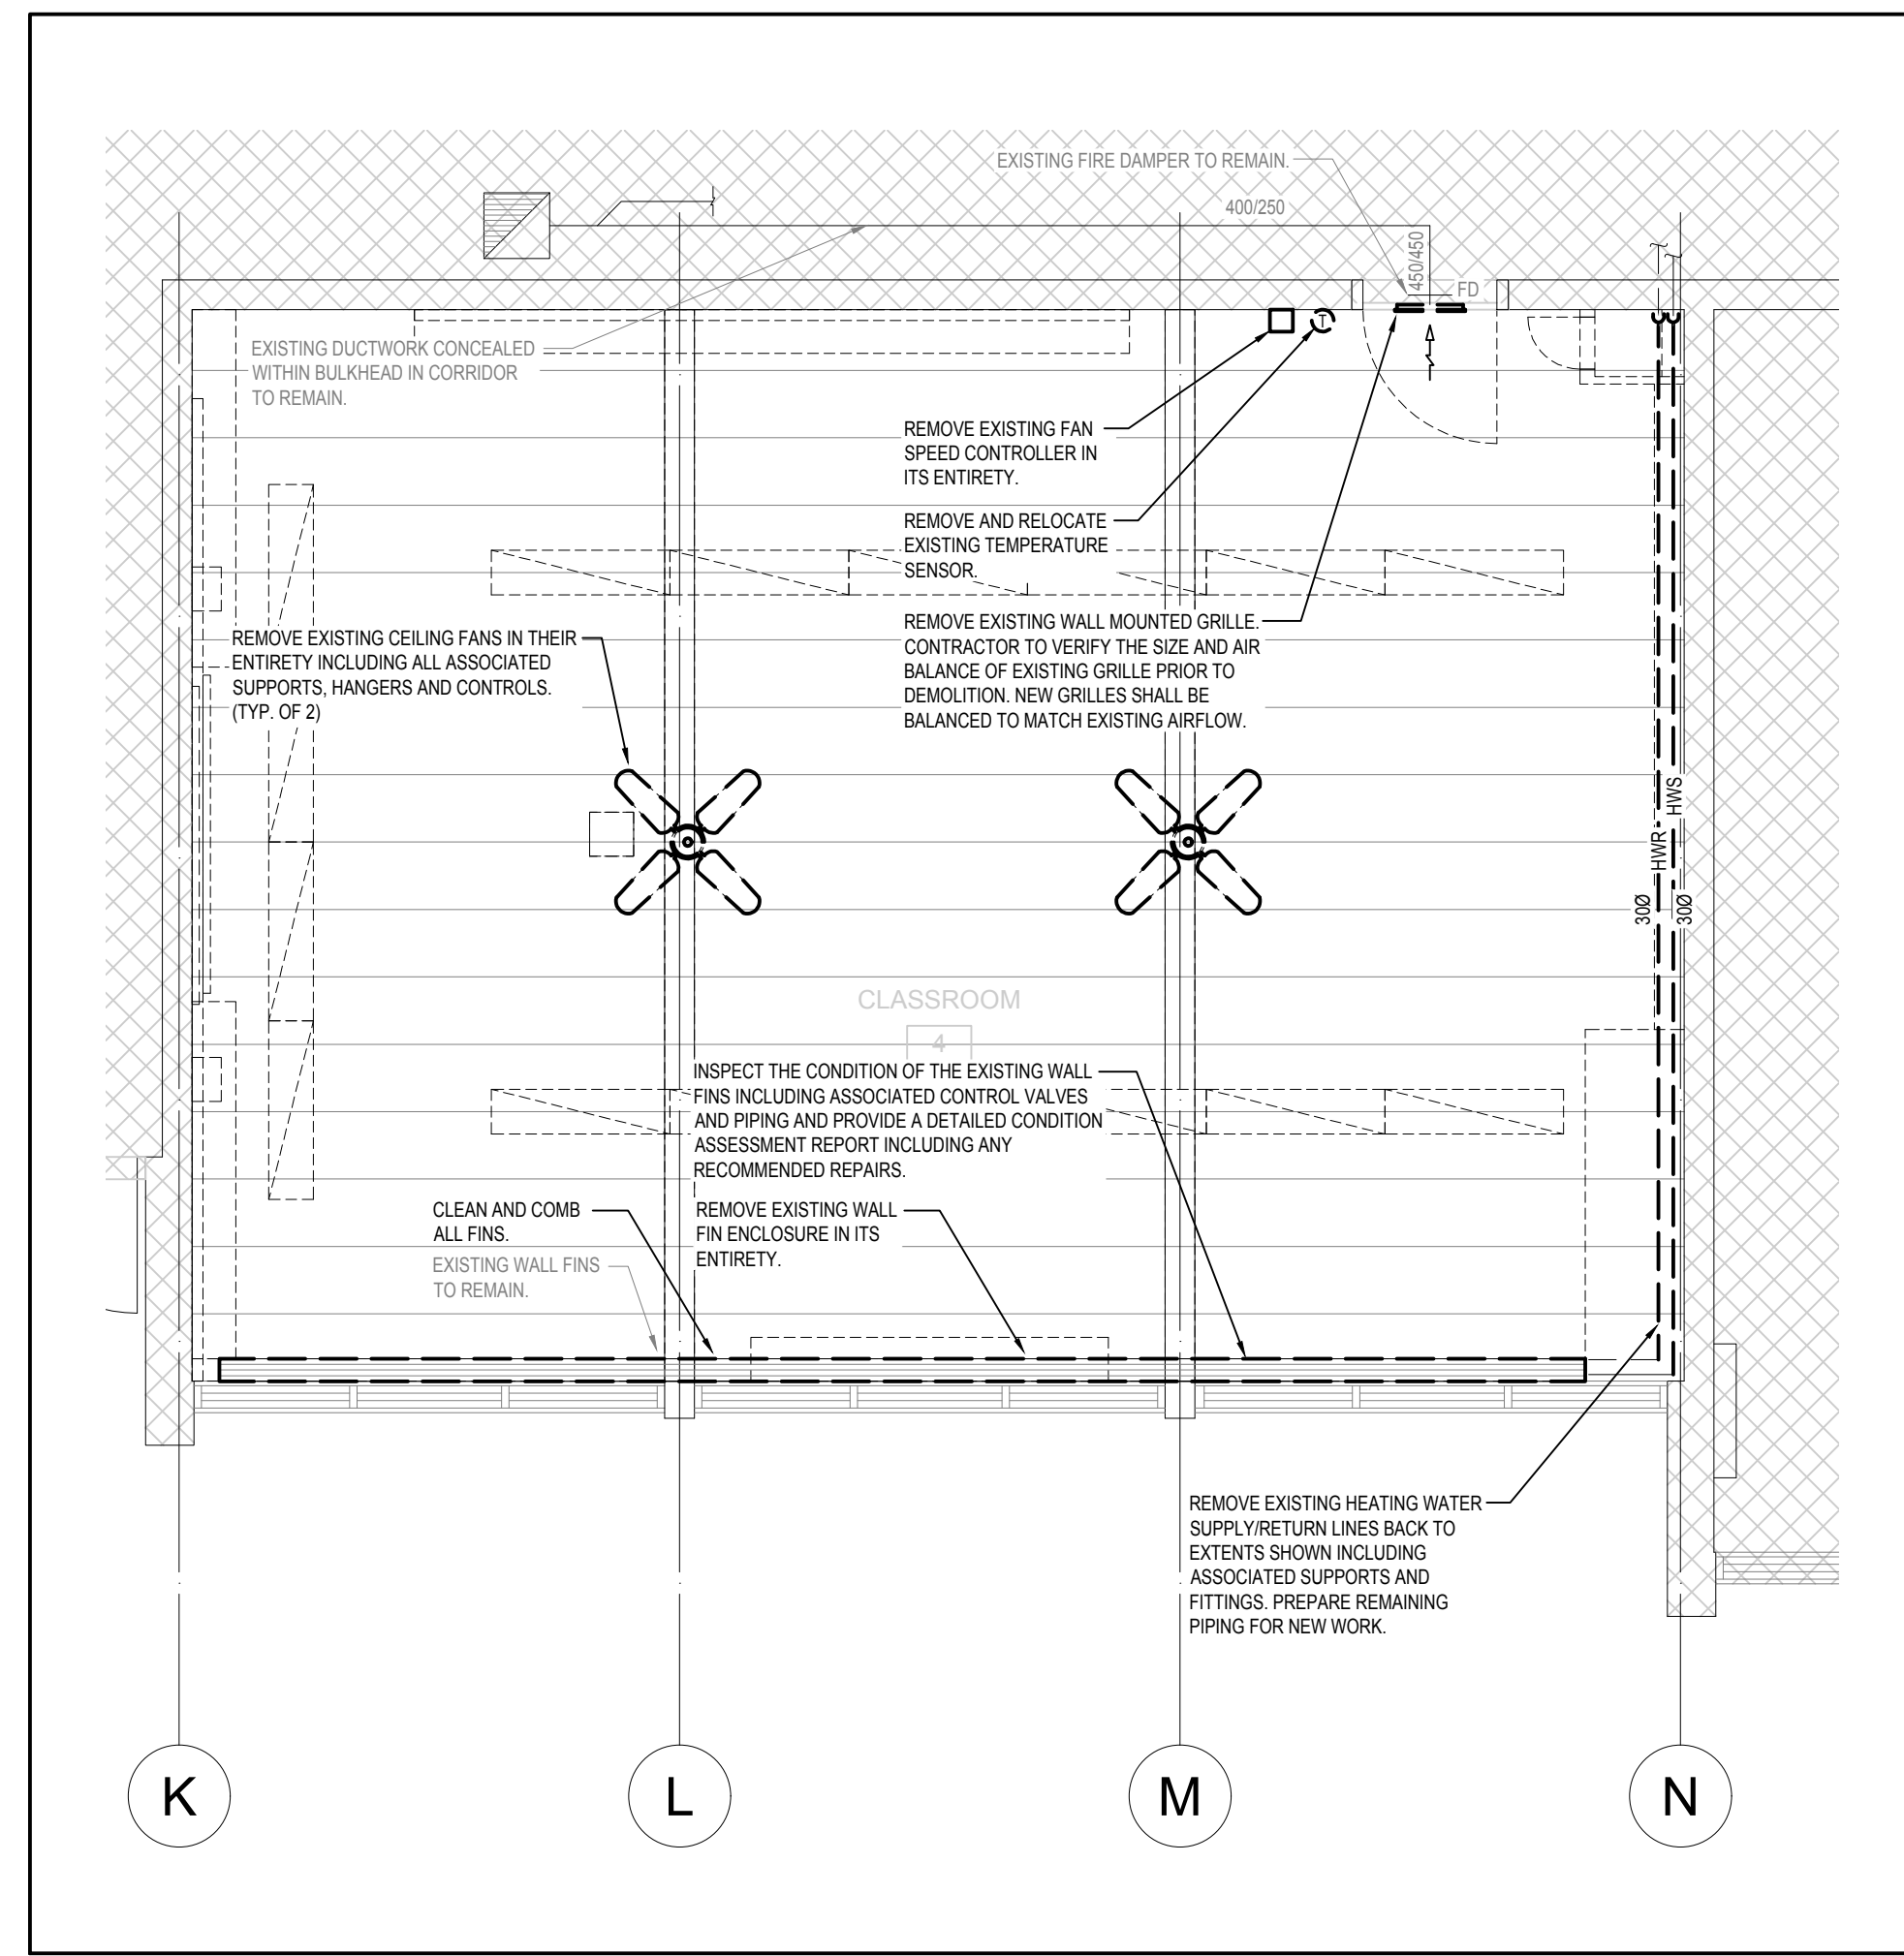 EXISTING FIRE DAMPER TO REMAIN.
400/250
450/450
FD
T
EXISTING DUCTWORK CONCEALED
WITHIN BULKHEAD IN CORRIDOR
TO REMAIN.
REMOVE EXISTING FAN
SPEED CONTROLLER IN
ITS ENTIRETY.
REMOVE AND RELOCATE
EXISTING TEMPERATURE
SENSOR.
REMOVE EXISTING WALL MOUNTED GRILLE.
CONTRACTOR TO VERIFY THE SIZE AND AIR
BALANCE OF EXISTING GRILLE PRIOR TO
DEMOLITION. NEW GRILLES SHALL BE
BALANCED TO MATCH EXISTING AIRFLOW.
REMOVE EXISTING CEILING FANS IN THEIR
ENTIRETY INCLUDING ALL ASSOCIATED
SUPPORTS, HANGERS AND CONTROLS.
(TYP. OF 2)
HWS
HWR
30Ø
30Ø
CLASSROOM
4
INSPECT THE CONDITION OF THE EXISTING WALL
FINS INCLUDING ASSOCIATED CONTROL VALVES
AND PIPING AND PROVIDE A DETAILED CONDITION
ASSESSMENT REPORT INCLUDING ANY
RECOMMENDED REPAIRS.
CLEAN AND COMB
ALL FINS.
EXISTING WALL FINS
TO REMAIN.
REMOVE EXISTING WALL
FIN ENCLOSURE IN ITS
ENTIRETY.
REMOVE EXISTING HEATING WATER
SUPPLY/RETURN LINES BACK TO
EXTENTS SHOWN INCLUDING
ASSOCIATED SUPPORTS AND
FITTINGS. PREPARE REMAINING
PIPING FOR NEW WORK.
K
L
M
N